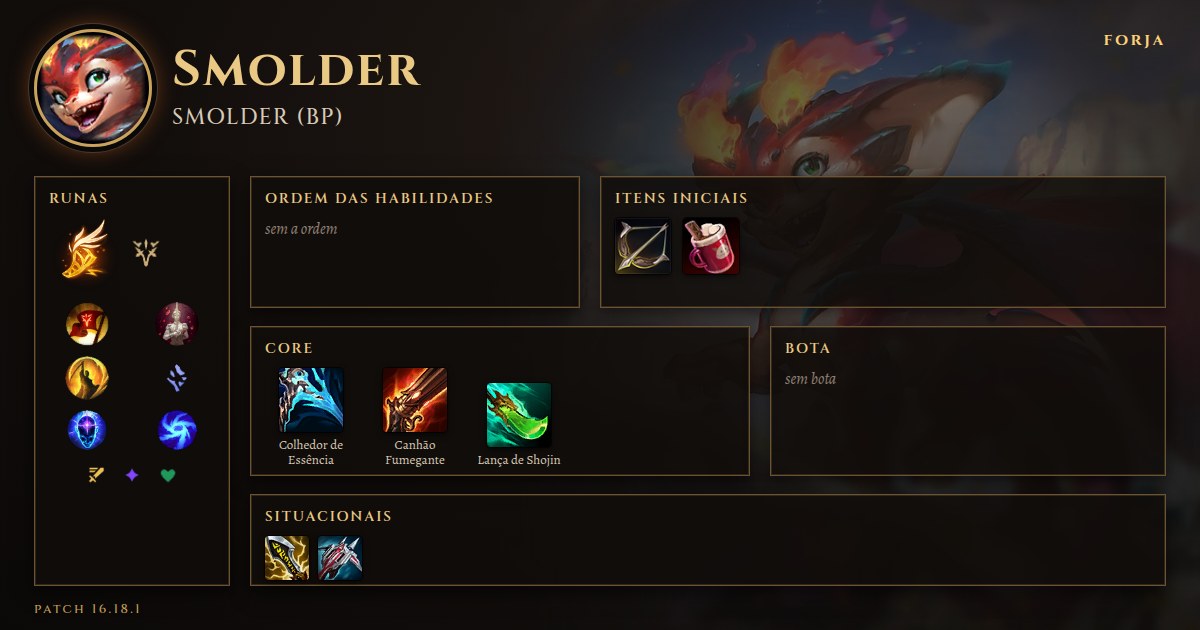 SMOLDER
SMOLDER (BP)
FORJA
RUNAS
ORDEM DAS HABILIDADES
sem a ordem
ITENS INICIAIS
CORE
Colhedor de
Essência
Canhão
Fumegante
Lança de Shojin
BOTA
sem bota
SITUACIONAIS
PATCH 16.18.1